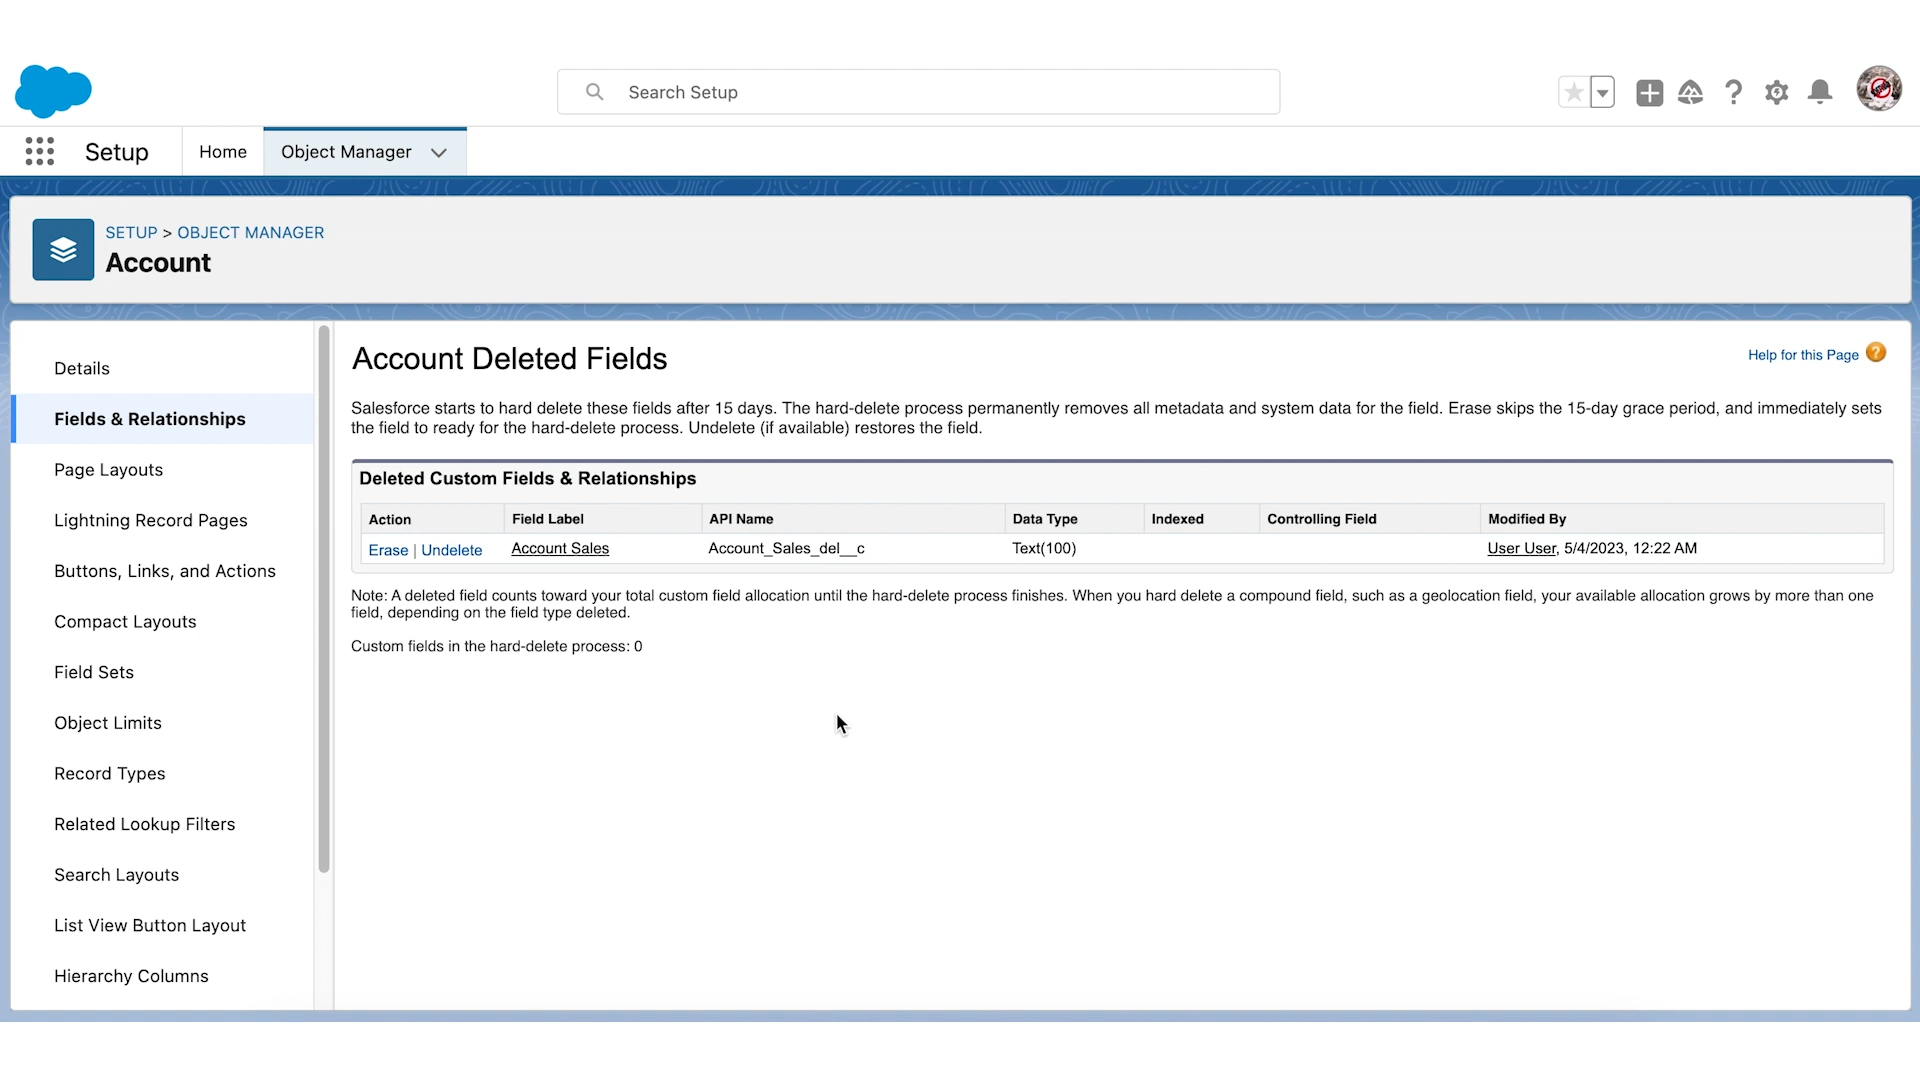 Search Setup
Setup
Home
Object Manager
SETUP > OBJECT MANAGER
Account
Details
Fields & Relationships
Page Layouts
Lightning Record Pages
Buttons, Links, and Actions
Compact Layouts
Field Sets
Object Limits
Record Types
Related Lookup Filters
Search Layouts
List View Button Layout
Hierarchy Columns
Account Deleted Fields
Help for this Page
Salesforce starts to hard delete these fields after 15 days. The hard-delete process permanently removes all metadata and system data for the field. Erase skips the 15-day grace period, and immediately sets
the field to ready for the hard-delete process. Undelete (if available) restores the field.
Deleted Custom Fields & Relationships
Action Field Label API Name Data Type Indexed Controlling Field Modified By
Erase | Undelete Account Sales Account_Sales_del__c Text(100) User User, 5/4/2023, 12:22 AM
Note: A deleted field counts toward your total custom field allocation until the hard-delete process finishes. When you hard delete a compound field, such as a geolocation field, your available allocation grows by more than one
field, depending on the field type deleted.
Custom fields in the hard-delete process: 0